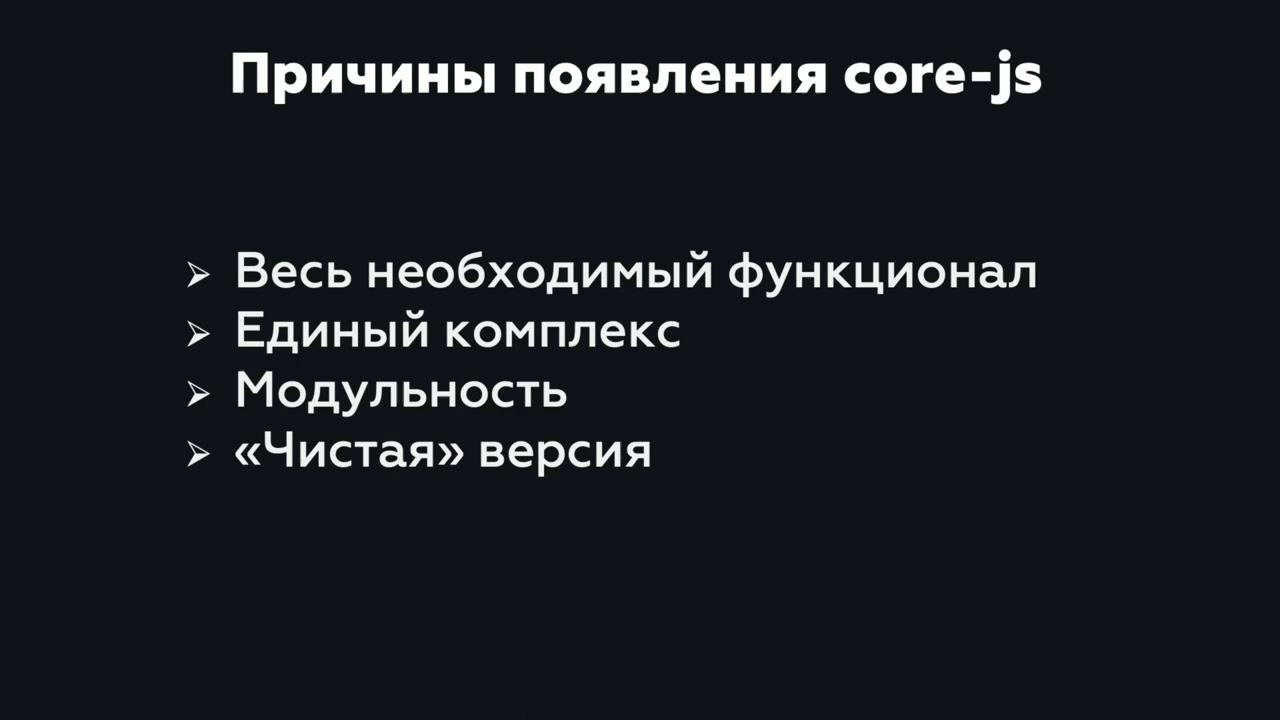 Причины появления core-js
➢ Весь необходимый функционал
➢ Единый комплекс
➢ Модульность
➢ «Чистая» версия